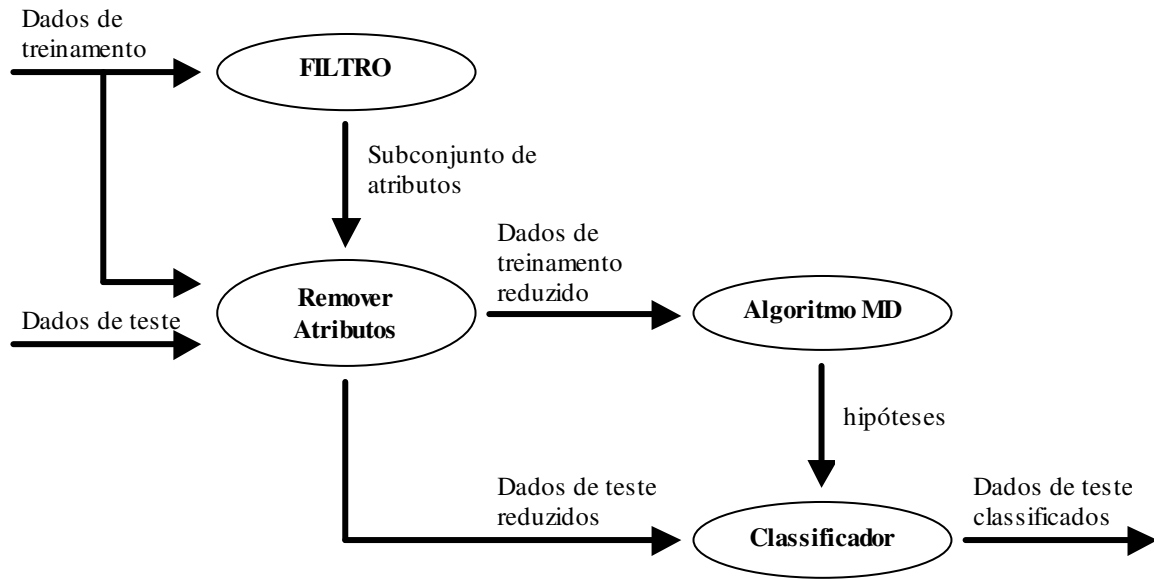 Dados de
treinamento
FILTRO
Subconjunto de
atributos
Dados de
treinamento
reduzido
Remover
Atributos
Algoritmo MD
Dados de teste
hipóteses
Dados de teste
reduzidos
Classificador
Dados de teste
classificados